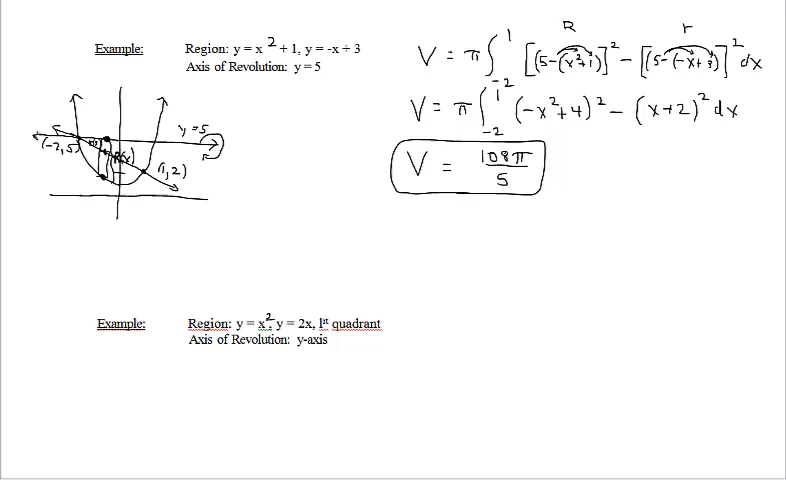 Example: Region: y = x 2 + 1, y = -x + 3
Axis of Revolution: y = 5
y = 5
(-2, 5)
R(x)
(1, 2)
R r
V = π ∫₋₂¹ [(5-(x²+1)]² - [(5-(-x+3)]² dx
V = π ∫₋₂¹ (-x²+4)² - (x+2)² dx
V = 108π/5
Example: Region: y = x² y = 2x, 1st quadrant
Axis of Revolution: y-axis